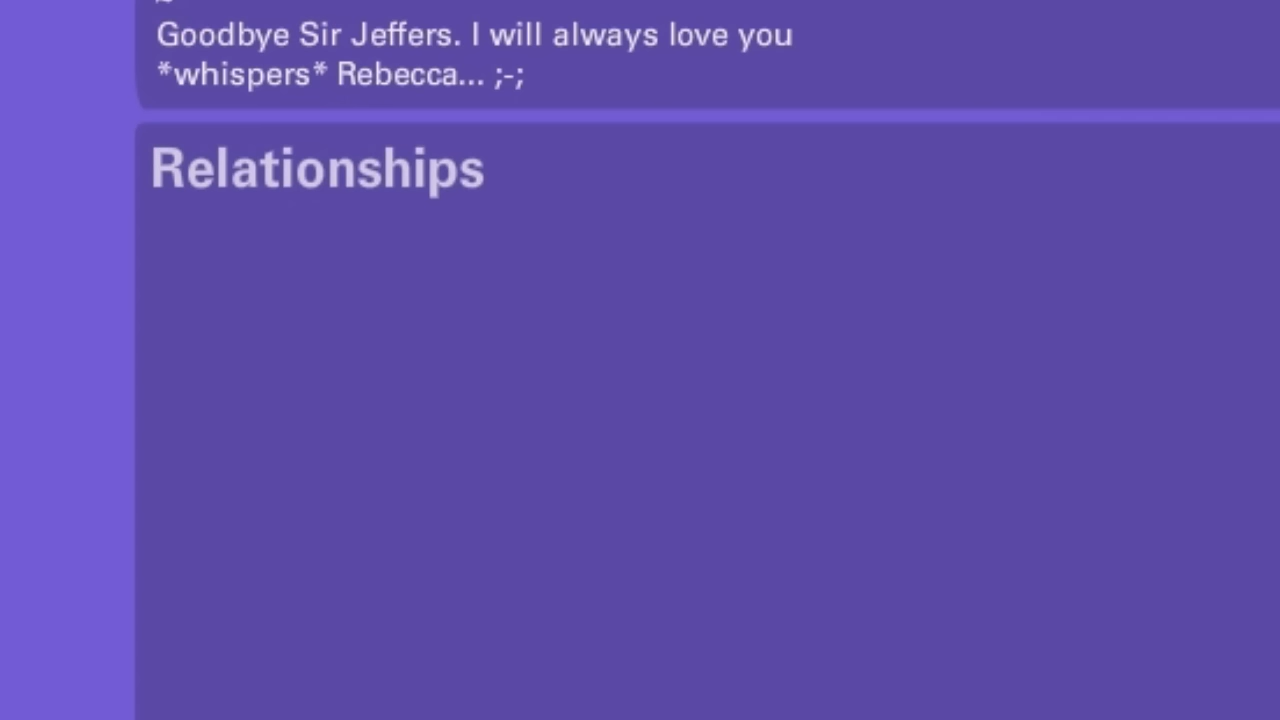 ~
Goodbye Sir Jeffers. I will always love you
*whispers* Rebecca... ;-;
Relationships